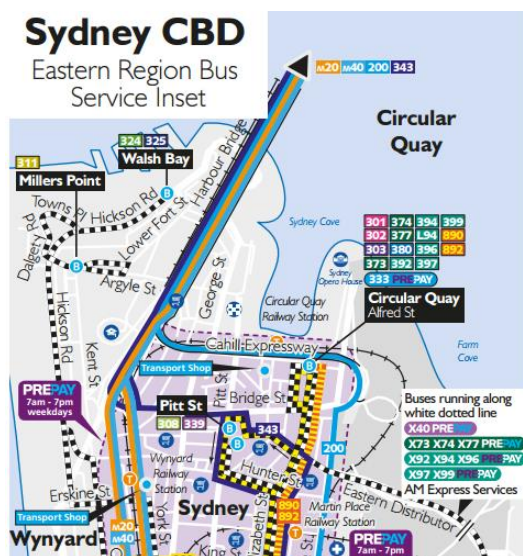 Sydney CBD
Eastern Region Bus
Service Inset
M20 M40 200 343
Circular
Quay
324 325
Walsh Bay
311
Millers Point
Harbour Bridge
Towns Pl Hickson Rd
Lower Fort St
Dalgety Rd
Argyle St
George St
Hickson Rd
Kent St
Sydney Cove
Sydney
Opera House
301 374 394 399
302 377 L94 890
303 380 396 892
373 392 397
333 PREPAY
Circular Quay
Alfred St
Circular Quay
Railway Station
Cahill Expressway
Farm
Cove
Transport Shop
PREPAY
7am - 7pm
weekdays
Pitt St
Bridge St
Pitt St
308 339
343
Hunter St
200
Wynyard
Railway
Station
Buses running along
white dotted line
X40 PREPAY
X73 X74 X77 PREPAY
X92 X94 X96 PREPAY
X97 X99 PREPAY
AM Express Services
Eastern Distributor
Erskine St
Transport Shop
Wynyard
M20
M40
York St
Sydney
King
Elizabeth St
890
892
Martin Place
Railway Station
PREPAY
7am - 7pm